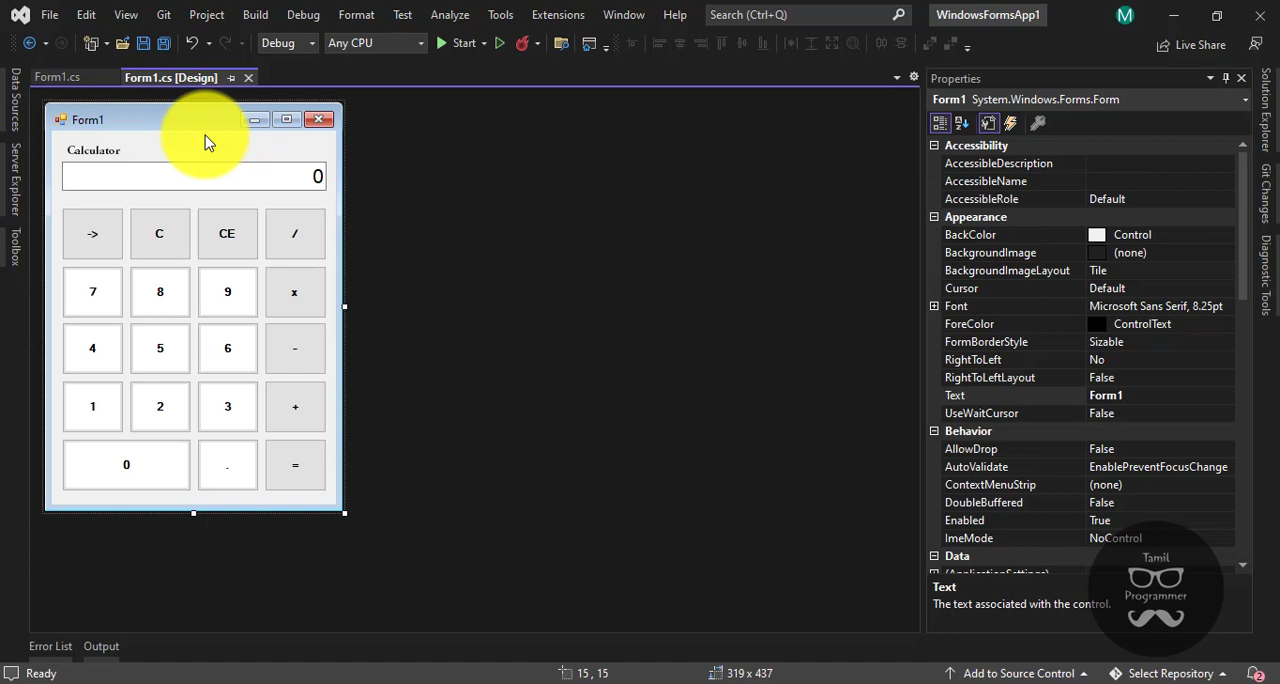 File Edit View Git Project Build Debug Format Test Analyze Tools Extensions Window Help Search (Ctrl+Q) WindowsFormsApp1 M
Debug Any CPU Start Live Share
Form1.cs Form1.cs [Design]
Data Sources
Server Explorer
Toolbox
Form1
Calculator
0
-> C CE /
7 8 9 x
4 5 6 -
1 2 3 +
0 . =
Properties
Form1 System.Windows.Forms.Form
Accessibility
AccessibleDescription
AccessibleName
AccessibleRole Default
Appearance
BackColor Control
BackgroundImage (none)
BackgroundImageLayout Tile
Cursor Default
Font Microsoft Sans Serif, 8.25pt
ForeColor ControlText
FormBorderStyle Sizable
RightToLeft No
RightToLeftLayout False
Text Form1
UseWaitCursor False
Behavior
AllowDrop False
AutoValidate EnablePreventFocusChange
ContextMenuStrip (none)
DoubleBuffered False
Enabled True
ImeMode NoControl
Data
(ApplicationSettings)
Text
The text associated with the control.
Tamil
Programmer
Solution Explorer
Git Changes
Diagnostic Tools
Error List Output
Ready 15 , 15 319 x 437 Add to Source Control Select Repository 2